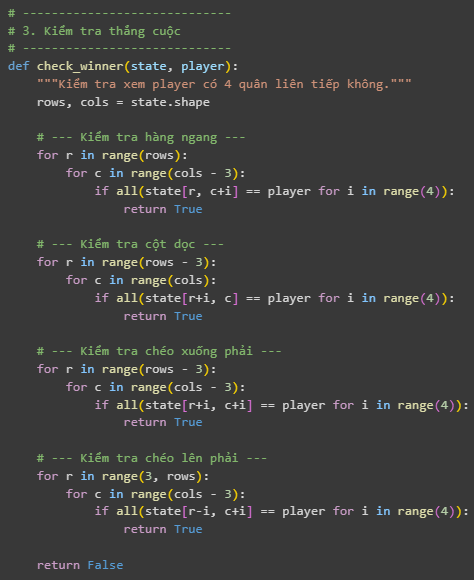 # -----------------------------
# 3. Kiểm tra thắng cuộc
# -----------------------------
def check_winner(state, player):
    """Kiểm tra xem player có 4 quân liên tiếp không."""
    rows, cols = state.shape

    # --- Kiểm tra hàng ngang ---
    for r in range(rows):
        for c in range(cols - 3):
            if all(state[r, c+i] == player for i in range(4)):
                return True

    # --- Kiểm tra cột dọc ---
    for r in range(rows - 3):
        for c in range(cols):
            if all(state[r+i, c] == player for i in range(4)):
                return True

    # --- Kiểm tra chéo xuống phải ---
    for r in range(rows - 3):
        for c in range(cols - 3):
            if all(state[r+i, c+i] == player for i in range(4)):
                return True

    # --- Kiểm tra chéo lên phải ---
    for r in range(3, rows):
        for c in range(cols - 3):
            if all(state[r-i, c+i] == player for i in range(4)):
                return True

    return False